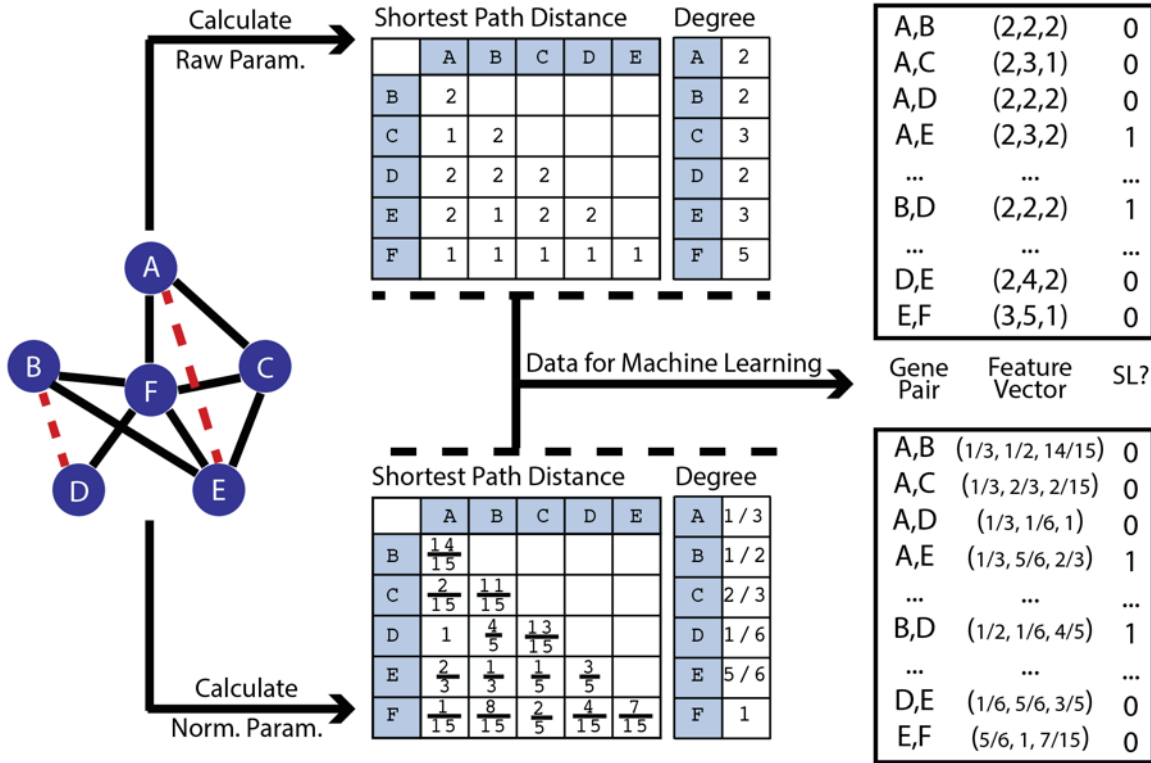 Calculate
Raw Param.
Shortest Path Distance
A B C D E
B 2
C 1 2
D 2 2 2
E 2 1 2 2
F 1 1 1 1 1
Degree
A 2
B 2
C 3
D 2
E 3
F 5
A,B (2,2,2) 0
A,C (2,3,1) 0
A,D (2,2,2) 0
A,E (2,3,2) 1
... ... ...
B,D (2,2,2) 1
... ... ...
D,E (2,4,2) 0
E,F (3,5,1) 0
A
B
F
C
D
E
Data for Machine Learning
Gene Pair
Feature Vector
SL?
Calculate
Norm. Param.
Shortest Path Distance
A B C D E
B 14/15
C 2/15 11/15
D 1 4/5 13/15
E 2/3 1/3 1/5 3/5
F 1/15 8/15 2/5 4/15 7/15
Degree
A 1/3
B 1/2
C 2/3
D 1/6
E 5/6
F 1
A,B (1/3, 1/2, 14/15) 0
A,C (1/3, 2/3, 2/15) 0
A,D (1/3, 1/6, 1) 0
A,E (1/3, 5/6, 2/3) 1
... ... ...
B,D (1/2, 1/6, 4/5) 1
... ... ...
D,E (1/6, 5/6, 3/5) 0
E,F (5/6, 1, 7/15) 0